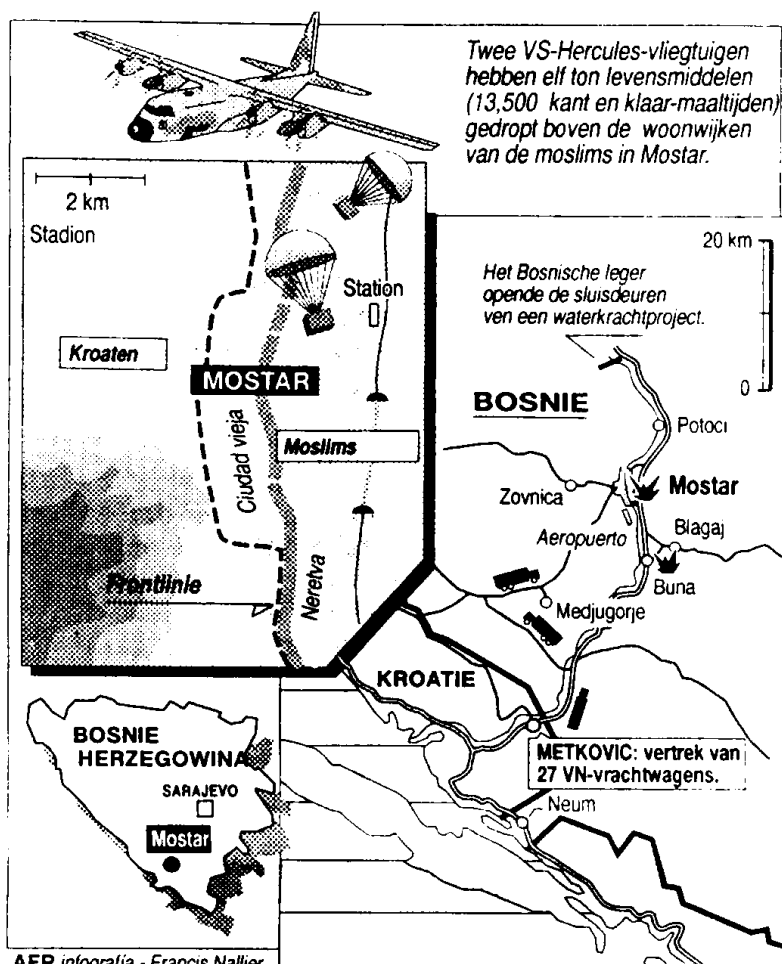 Twee VS-Hercules-vliegtuigen
hebben elf ton levensmiddelen
(13,500 kant en klaar-maaltijden)
gedropt boven de woonwijken
van de moslims in Mostar.
2 km
Stadion
Station
Kroaten
MOSTAR
Ciudad vieja
Moslims
Frontlinie
Neretva
20 km
0
Het Bosnische leger
opende de sluisdeuren
ven een waterkrachtproject.
BOSNIE
Potoci
Zovnica
Mostar
Aeropuerto
Blagaj
Buna
Medjugorje
KROATIE
METKOVIC: vertrek van
27 VN-vrachtwagens.
Neum
BOSNIE
HERZEGOWINA
SARAJEVO
Mostar
AFP infografía - Francis Nallier